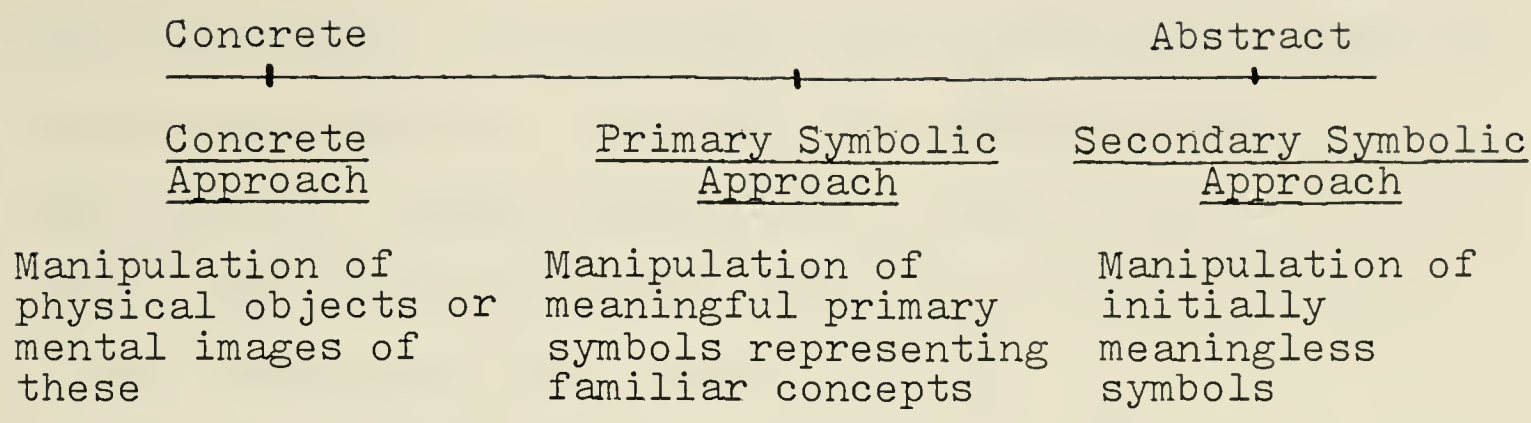 Concrete Abstract
Concrete Approach
Primary Symbolic Approach
Secondary Symbolic Approach
Manipulation of
physical objects or
mental images of
these
Manipulation of
meaningful primary
symbols representing
familiar concepts
Manipulation of
initially
meaningless
symbols